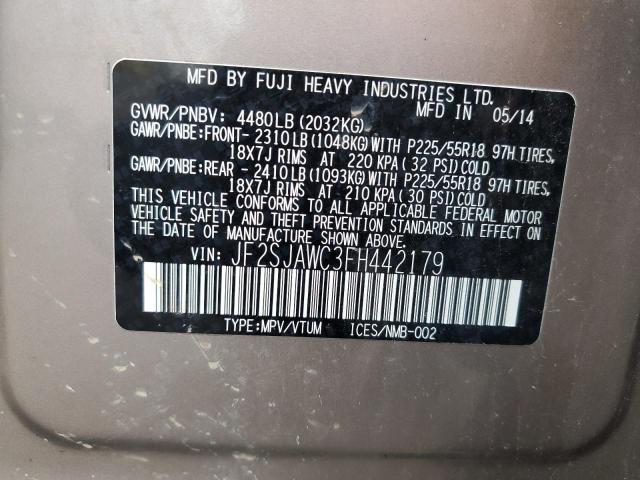 MFD BY FUJI HEAVY INDUSTRIES LTD.
MFD IN 05/14
GVWR/PNBV: 4480LB(2032KG)
GAWR/PNBE:FRONT- 2310LB(1048KG)WITH P225/55R18 97H TIRES,
18X7J RIMS AT 220 KPA(32 PSI)COLD
GAWR/PNBE:REAR - 2410LB(1093KG)WITH P225/55R18 97H TIRES,
18X7J RIMS AT 210 KPA(30 PSI)COLD
THIS VEHICLE CONFORMS TO ALL APPLICABLE FEDERAL MOTOR
VEHICLE SAFETY AND THEFT PREVENTION STANDARDS IN EFFECT ON
THE DATE OF MANUFACTURE SHOWN ABOVE.
VIN: JF2SJAWC3FH442179
TYPE:MPV/VTUM ICES/NMB-002